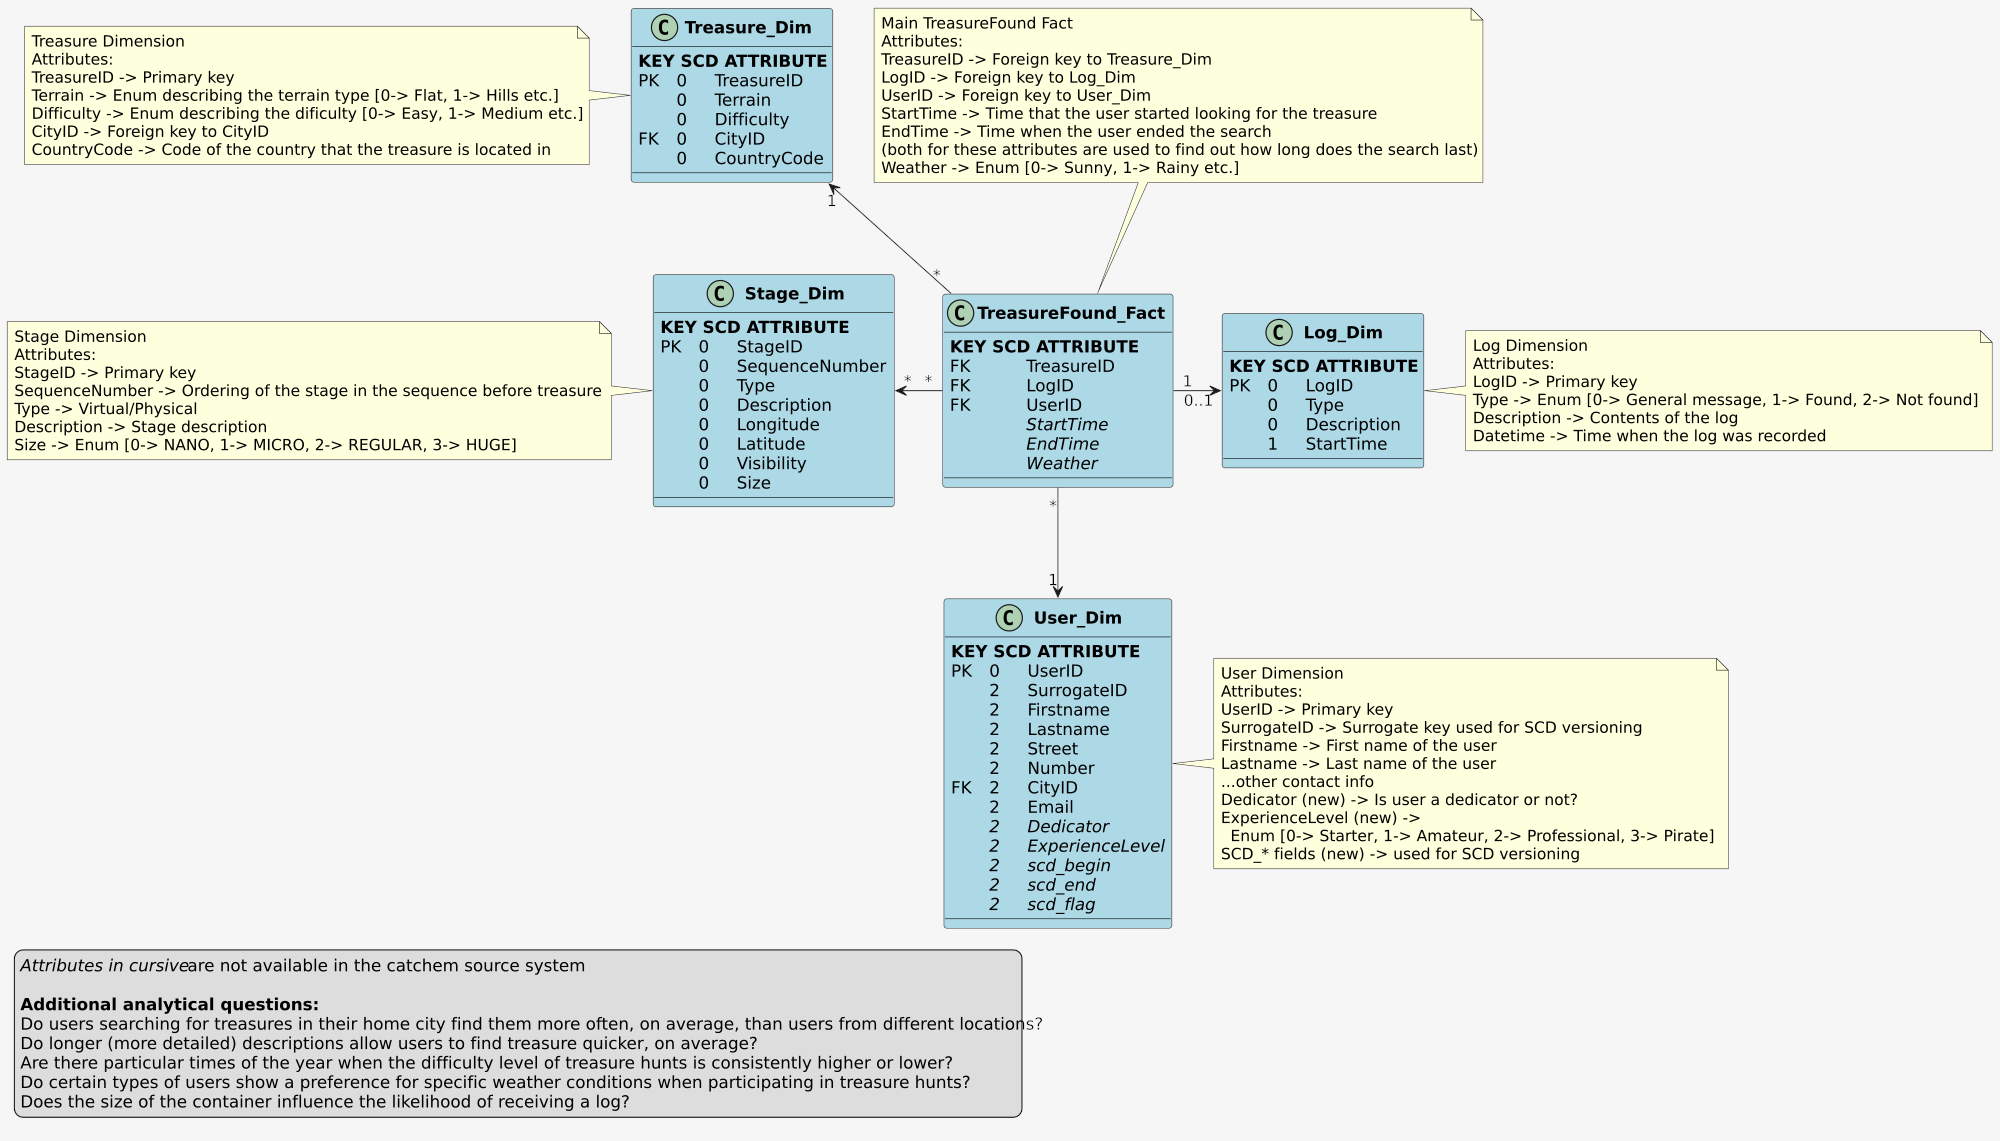 Treasure Dimension
Attributes:
TreasureID -> Primary key
Terrain -> Enum describing the terrain type [0-> Flat, 1-> Hills etc.]
Difficulty -> Enum describing the dificulty [0-> Easy, 1-> Medium etc.]
CityID -> Foreign key to CityID
CountryCode -> Code of the country that the treasure is located in
C Treasure_Dim
KEY SCD ATTRIBUTE
PK 0 TreasureID
0 Terrain
0 Difficulty
FK 0 CityID
0 CountryCode
Main TreasureFound Fact
Attributes:
TreasureID -> Foreign key to Treasure_Dim
LogID -> Foreign key to Log_Dim
UserID -> Foreign key to User_Dim
StartTime -> Time that the user started looking for the treasure
EndTime -> Time when the user ended the search
(both for these attributes are used to find out how long does the search last)
Weather -> Enum [0-> Sunny, 1-> Rainy etc.]
1
*
Stage Dimension
Attributes:
StageID -> Primary key
SequenceNumber -> Ordering of the stage in the sequence before treasure
Type -> Virtual/Physical
Description -> Stage description
Size -> Enum [0-> NANO, 1-> MICRO, 2-> REGULAR, 3-> HUGE]
C Stage_Dim
KEY SCD ATTRIBUTE
PK 0 StageID
0 SequenceNumber
0 Type
0 Description
0 Longitude
0 Latitude
0 Visibility
0 Size
* *
C TreasureFound_Fact
KEY SCD ATTRIBUTE
FK TreasureID
FK LogID
FK UserID
StartTime
EndTime
Weather
1
0..1
C Log_Dim
KEY SCD ATTRIBUTE
PK 0 LogID
0 Type
0 Description
1 StartTime
Log Dimension
Attributes:
LogID -> Primary key
Type -> Enum [0-> General message, 1-> Found, 2-> Not found]
Description -> Contents of the log
Datetime -> Time when the log was recorded
*
1
C User_Dim
KEY SCD ATTRIBUTE
PK 0 UserID
2 SurrogateID
2 Firstname
2 Lastname
2 Street
2 Number
FK 2 CityID
2 Email
2 Dedicator
2 ExperienceLevel
2 scd_begin
2 scd_end
2 scd_flag
User Dimension
Attributes:
UserID -> Primary key
SurrogateID -> Surrogate key used for SCD versioning
Firstname -> First name of the user
Lastname -> Last name of the user
...other contact info
Dedicator (new) -> Is user a dedicator or not?
ExperienceLevel (new) ->
Enum [0-> Starter, 1-> Amateur, 2-> Professional, 3-> Pirate]
SCD_* fields (new) -> used for SCD versioning
Attributes in cursiveare not available in the catchem source system
Additional analytical questions:
Do users searching for treasures in their home city find them more often, on average, than users from different locations?
Do longer (more detailed) descriptions allow users to find treasure quicker, on average?
Are there particular times of the year when the difficulty level of treasure hunts is consistently higher or lower?
Do certain types of users show a preference for specific weather conditions when participating in treasure hunts?
Does the size of the container influence the likelihood of receiving a log?